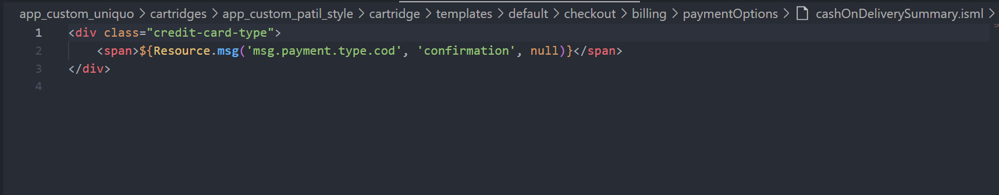 app_custom_uniquo > cartridges > app_custom_patil_style > cartridge > templates > default > checkout > billing > paymentOptions > cashOnDeliverySummary.isml >
1 <div class="credit-card-type">
2     <span>${Resource.msg('msg.payment.type.cod', 'confirmation', null)}</span>
3 </div>
4